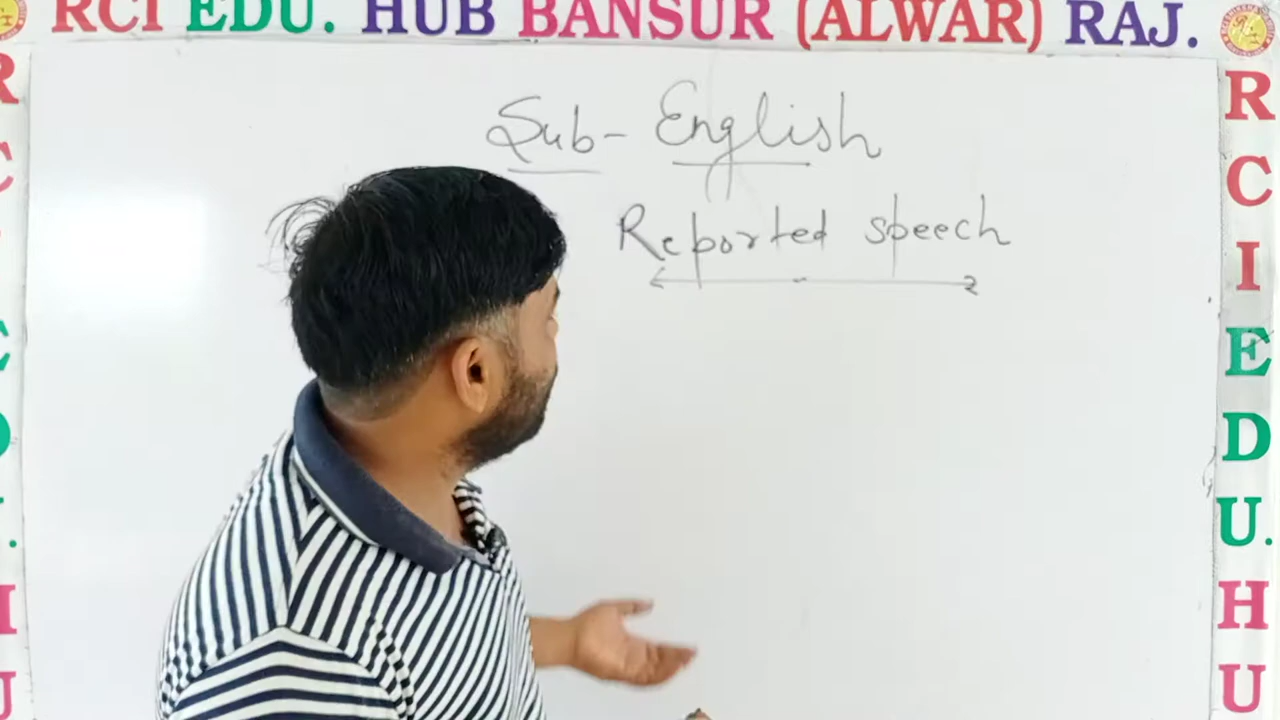 RCI EDU. HUB BANSUR (ALWAR) RAJ.
Sub- English
Reported speech
R
C
I
E
D
U.
H
U